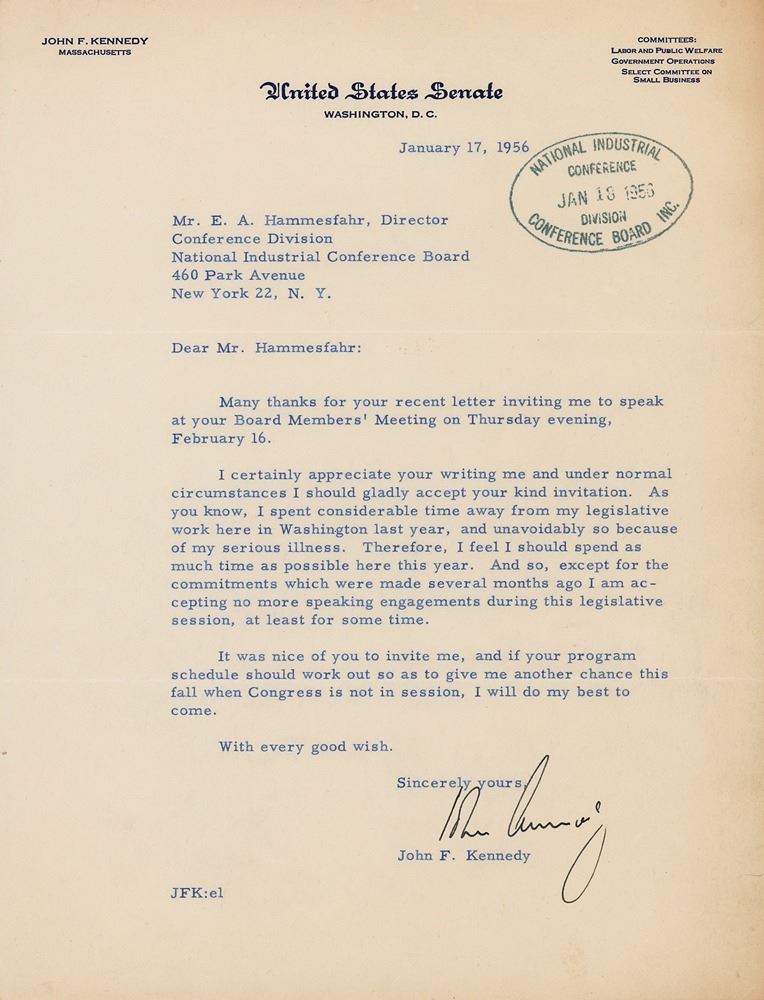 JOHN F. KENNEDY
MASSACHUSETTS
COMMITTEES:
LABOR AND PUBLIC WELFARE
GOVERNMENT OPERATIONS
SELECT COMMITTEE ON
SMALL BUSINESS
United States Senate
WASHINGTON, D. C.
January 17, 1956
NATIONAL INDUSTRIAL
CONFERENCE
JAN 18 1956
DIVISION
CONFERENCE BOARD INC.
Mr. E. A. Hammesfahr, Director
Conference Division
National Industrial Conference Board
460 Park Avenue
New York 22, N. Y.
Dear Mr. Hammesfahr:
Many thanks for your recent letter inviting me to speak
at your Board Members' Meeting on Thursday evening,
February 16.
I certainly appreciate your writing me and under normal
circumstances I should gladly accept your kind invitation. As
you know, I spent considerable time away from my legislative
work here in Washington last year, and unavoidably so because
of my serious illness. Therefore, I feel I should spend as
much time as possible here this year. And so, except for the
commitments which were made several months ago I am ac-
cepting no more speaking engagements during this legislative
session, at least for some time.
It was nice of you to invite me, and if your program
schedule should work out so as to give me another chance this
fall when Congress is not in session, I will do my best to
come.
With every good wish.
Sincerely yours,
John Kennedy
John F. Kennedy
JFK:el